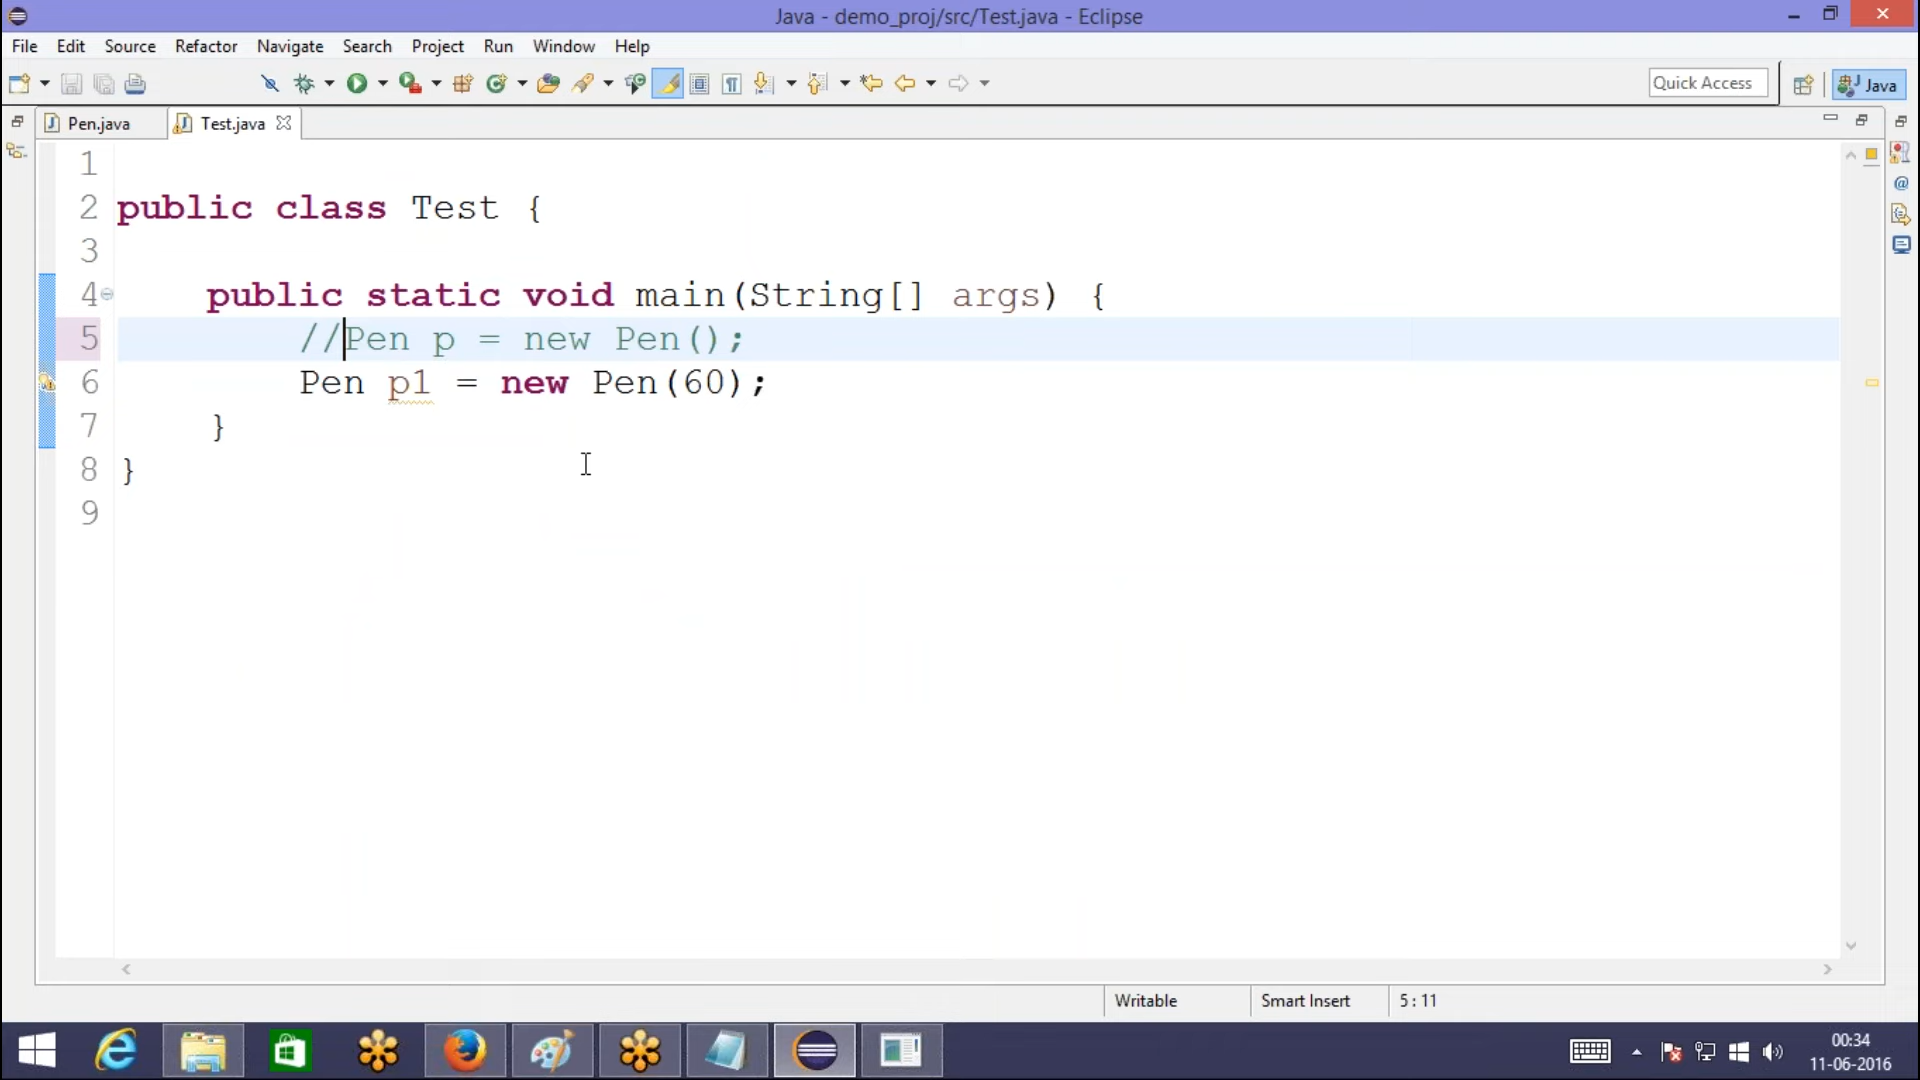 Java - demo_proj/src/Test.java - Eclipse
File Edit Source Refactor Navigate Search Project Run Window Help
Quick Access
Java
Pen.java
Test.java
1
2 public class Test {
3
4 public static void main(String[] args) {
5 //Pen p = new Pen();
6 Pen p1 = new Pen(60);
7 }
8 }
9
Writable Smart Insert 5 : 11
00:34
11-06-2016